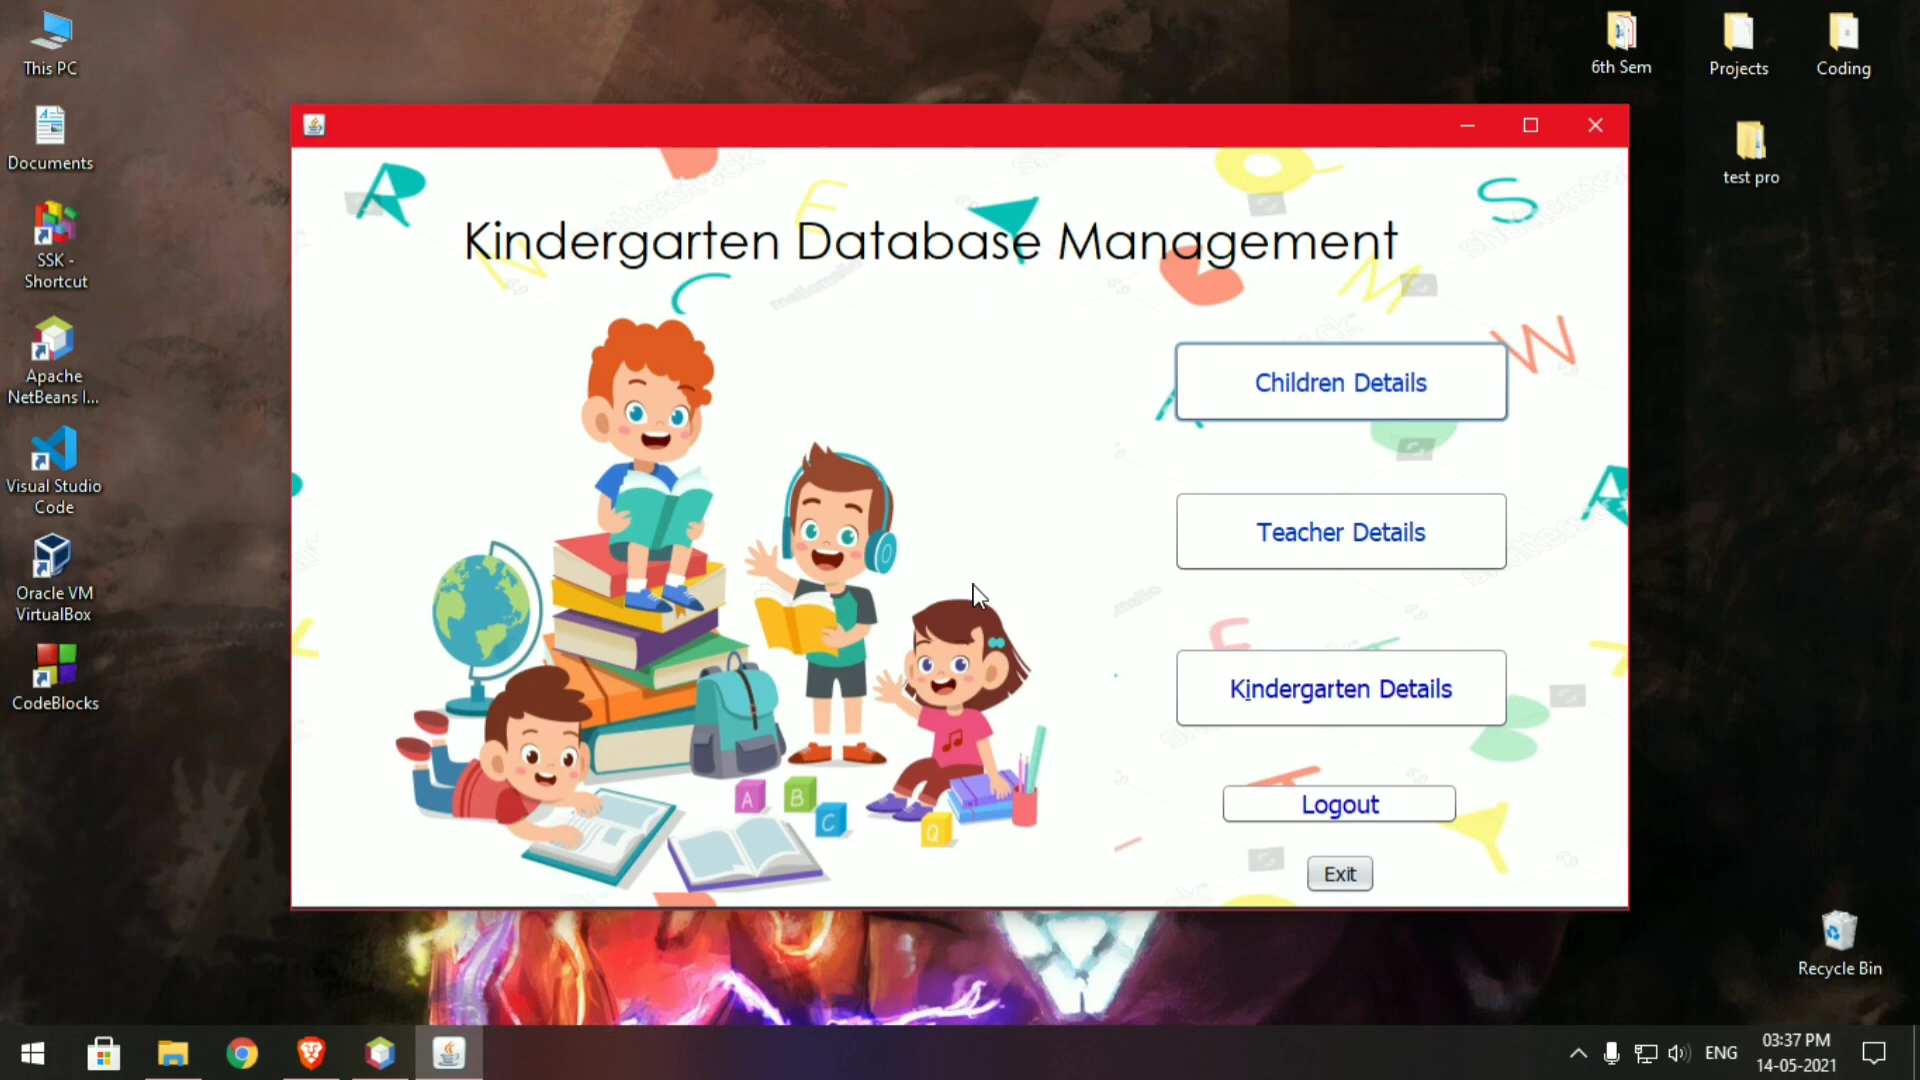 This PC
Documents
SSK -
Shortcut
Apache
NetBeans I...
Visual Studio
Code
Oracle VM
VirtualBox
CodeBlocks
6th Sem
Projects
Coding
test pro
Recycle Bin
R
E
S
N
C
M
W
Kindergarten Database Management
Children Details
Teacher Details
Kindergarten Details
Logout
Exit
A
B
C
Q
shutterstock
ENG
03:37 PM
14-05-2021